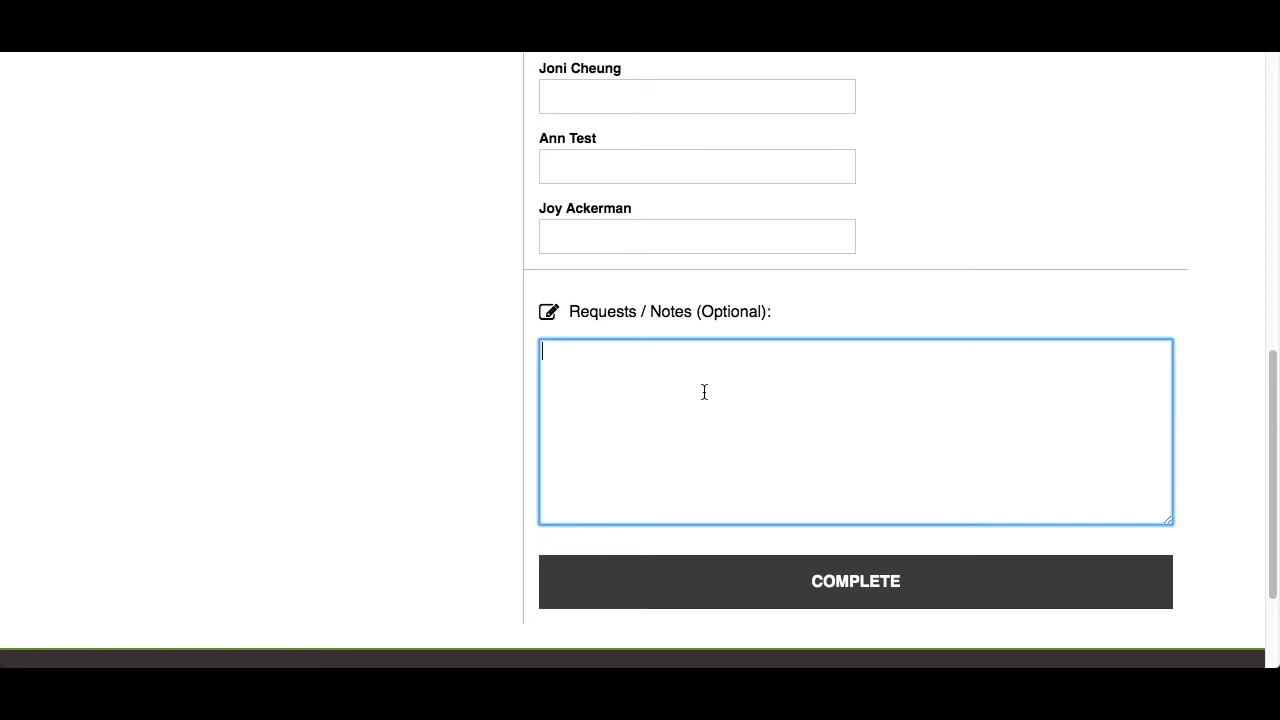 Joni Cheung
Ann Test
Joy Ackerman
Requests / Notes (Optional):
COMPLETE